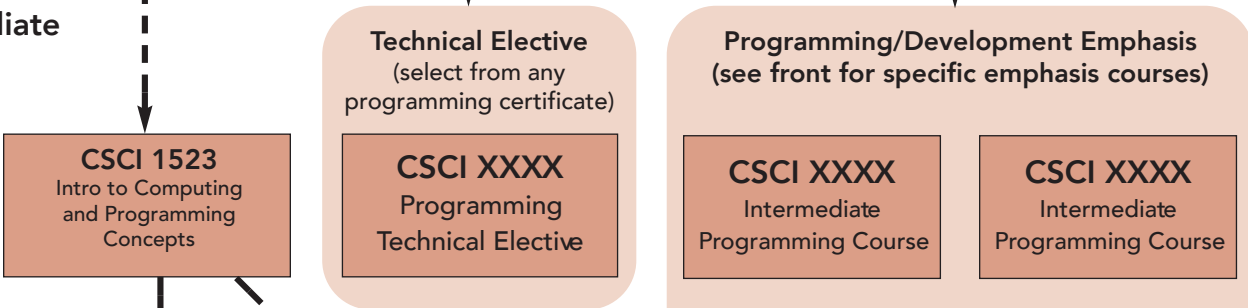 liate
Technical Elective
(select from any
programming certificate)
Programming/Development Emphasis
(see front for specific emphasis courses)
CSCI 1523
Intro to Computing
and Programming
Concepts
CSCI XXXX
Programming
Technical Elective
CSCI XXXX
Intermediate
Programming Course
CSCI XXXX
Intermediate
Programming Course